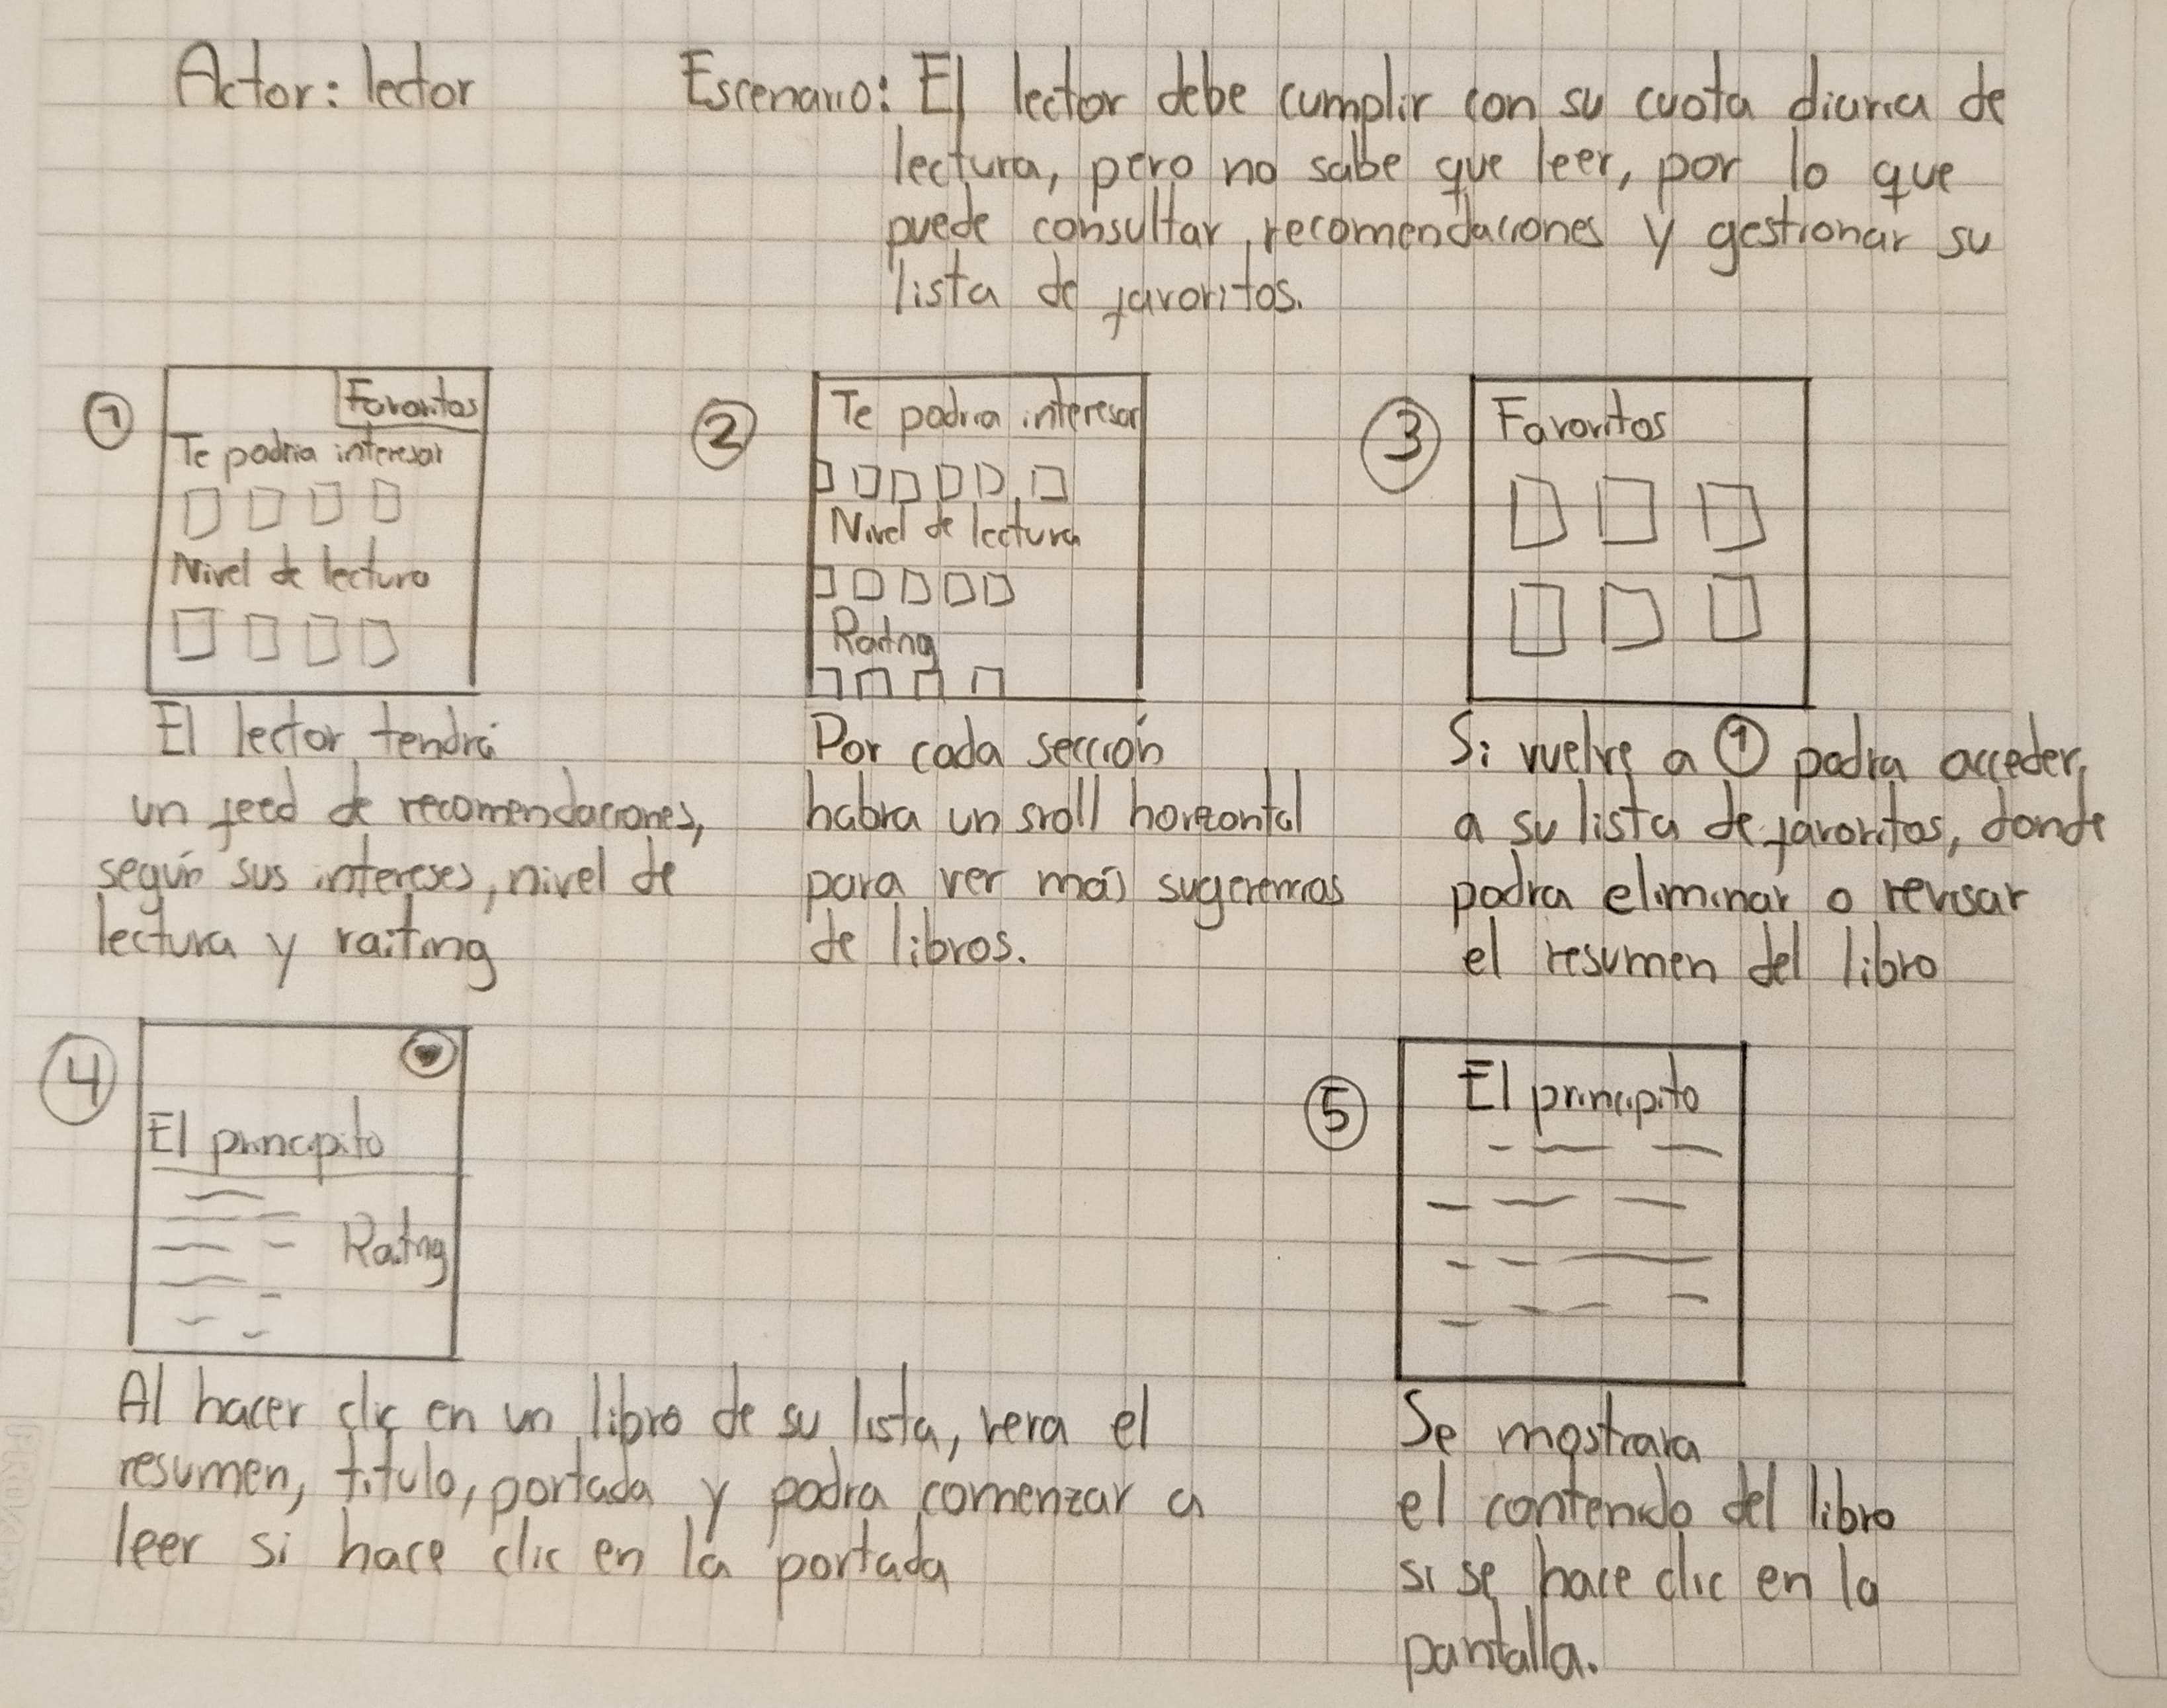 Actor: lector
Escenario: El lector debe cumplir con su cuota diaria de
lectura, pero no sabe que leer, por lo que
puede consultar recomendaciones y gestionar su
lista de favoritos.
1
Favoritos
Te podria interesar
Nivel de lectura
El lector tendrá
un feed de recomendaciones,
según sus intereses, nivel de
lectura y raiting
2
Te podria interesar
Nivel de lectura
Rating
Por cada sección
habra un sroll horizontal
para ver más sugerencias
de libros.
3
Favoritos
Si vuelve a 1 podra acceder
a su lista de favoritos, donde
podra eliminar o revisar
el resumen del libro
4
El principito
Rating
Al hacer clic en un libro de su lista, vera el
resumen, titulo, portada y podra comenzar a
leer si hace clic en la portada
5
El principito
Se mostrara
el contenido del libro
si se hace clic en la
pantalla.